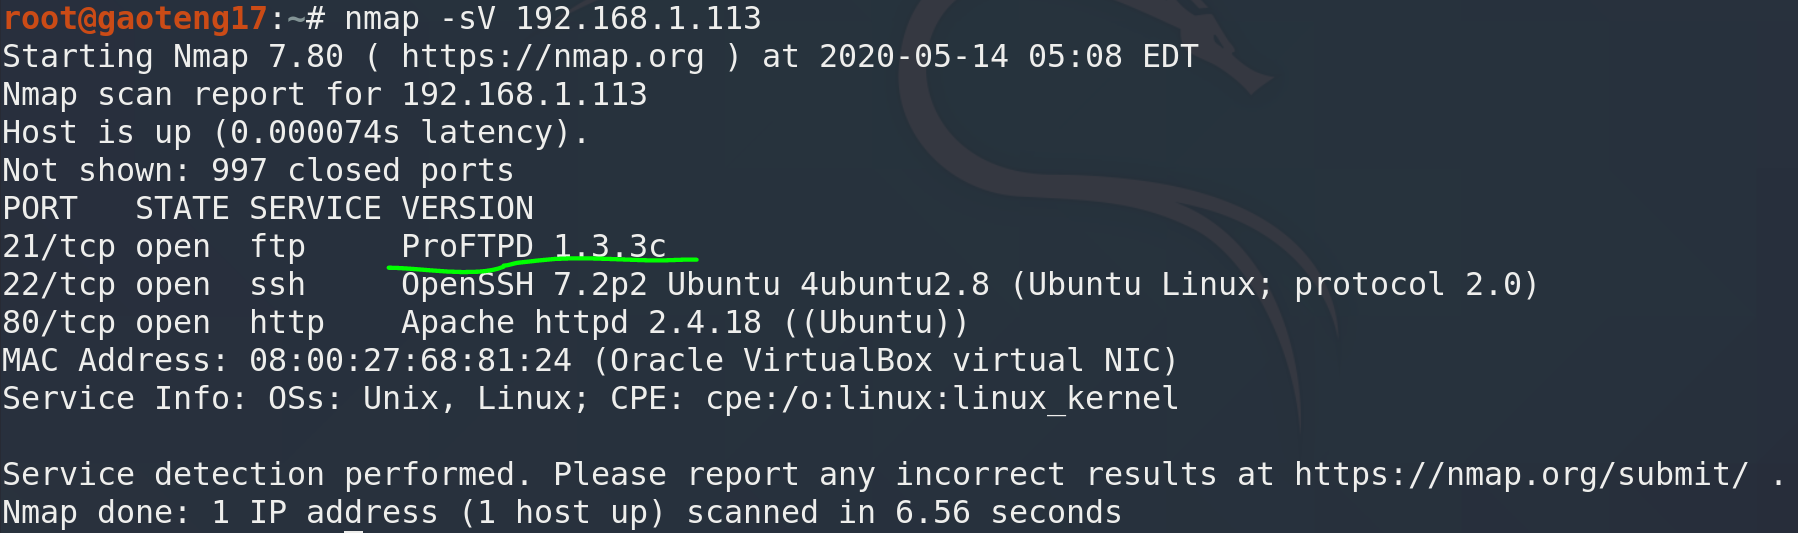 root@gaoteng17:~# nmap -sV 192.168.1.113
Starting Nmap 7.80 ( https://nmap.org ) at 2020-05-14 05:08 EDT
Nmap scan report for 192.168.1.113
Host is up (0.000074s latency).
Not shown: 997 closed ports
PORT   STATE SERVICE VERSION
21/tcp open  ftp     ProFTPD 1.3.3c
22/tcp open  ssh     OpenSSH 7.2p2 Ubuntu 4ubuntu2.8 (Ubuntu Linux; protocol 2.0)
80/tcp open  http    Apache httpd 2.4.18 ((Ubuntu))
MAC Address: 08:00:27:68:81:24 (Oracle VirtualBox virtual NIC)
Service Info: OSs: Unix, Linux; CPE: cpe:/o:linux:linux_kernel

Service detection performed. Please report any incorrect results at https://nmap.org/submit/ .
Nmap done: 1 IP address (1 host up) scanned in 6.56 seconds